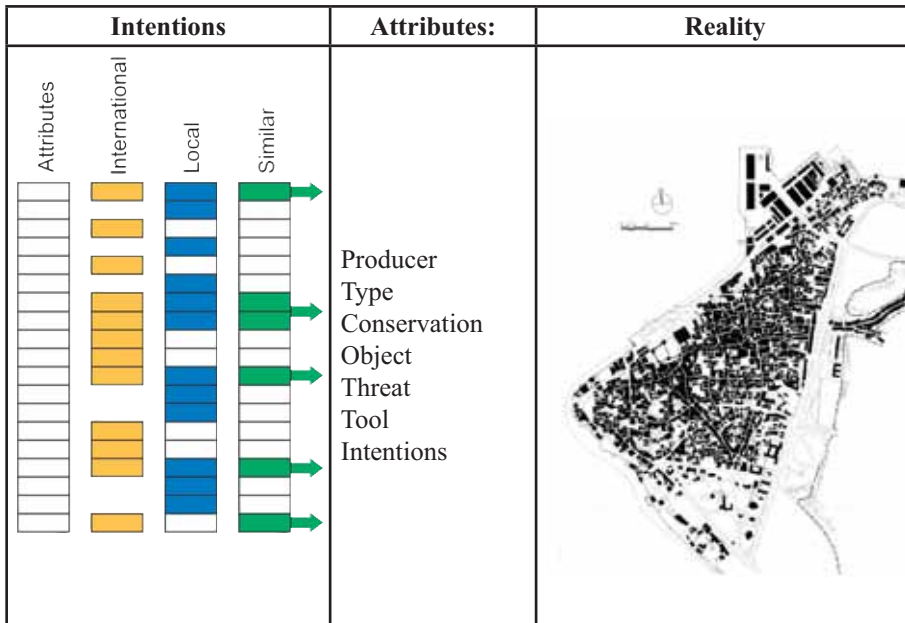 Intentions
Attributes:
Reality
Attributes
International
Local
Similar
Producer
Type
Conservation
Object
Threat
Tool
Intentions